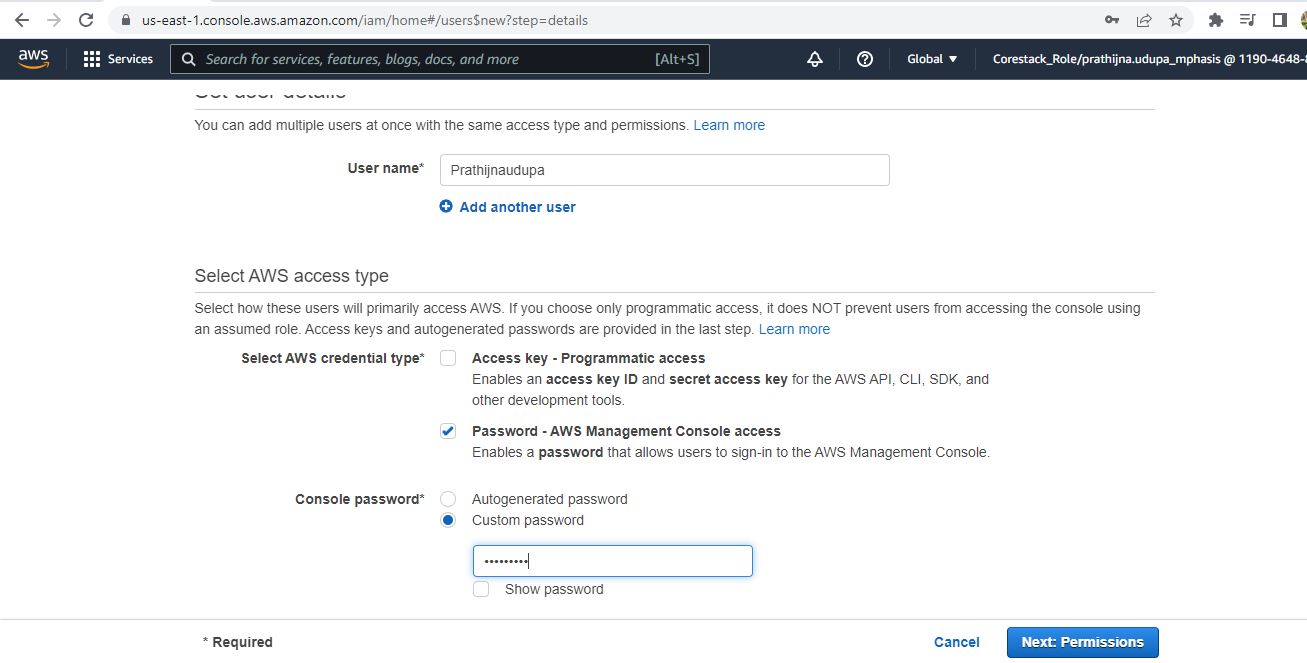 us-east-1.console.aws.amazon.com/iam/home#/users$new?step=details
aws
Services
Search for services, features, blogs, docs, and more
[Alt+S]
Global ▼
Corestack_Role/prathijna.udupa_mphasis @ 1190-4648-
Set user details
You can add multiple users at once with the same access type and permissions. Learn more
User name*
Prathijnaudupa
Add another user
Select AWS access type
Select how these users will primarily access AWS. If you choose only programmatic access, it does NOT prevent users from accessing the console using
an assumed role. Access keys and autogenerated passwords are provided in the last step. Learn more
Select AWS credential type*
Access key - Programmatic access
Enables an access key ID and secret access key for the AWS API, CLI, SDK, and
other development tools.
Password - AWS Management Console access
Enables a password that allows users to sign-in to the AWS Management Console.
Console password*
Autogenerated password
Custom password
•••••••••
Show password
* Required
Cancel
Next: Permissions